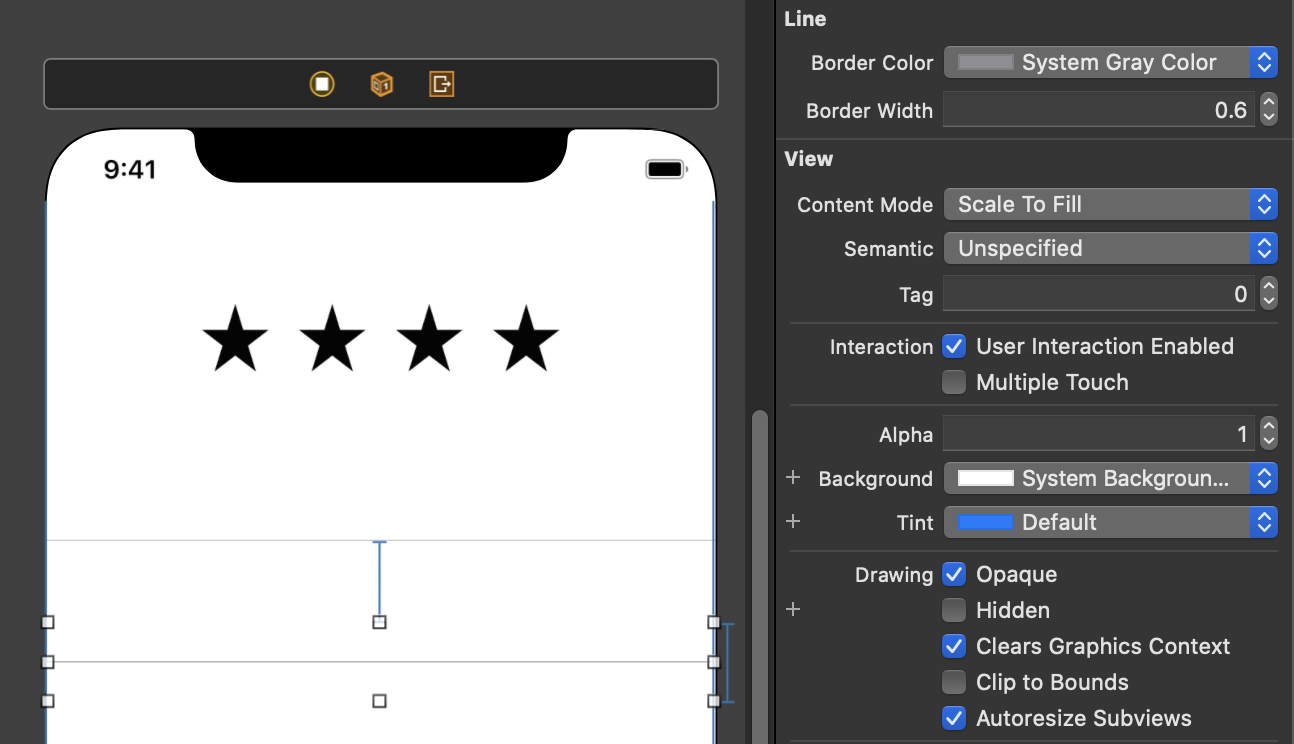 9:41
Line
Border Color System Gray Color
Border Width 0.6
View
Content Mode Scale To Fill
Semantic Unspecified
Tag 0
Interaction User Interaction Enabled
Multiple Touch
Alpha 1
+ Background System Backgroun...
+ Tint Default
Drawing Opaque
+ Hidden
Clears Graphics Context
Clip to Bounds
Autoresize Subviews